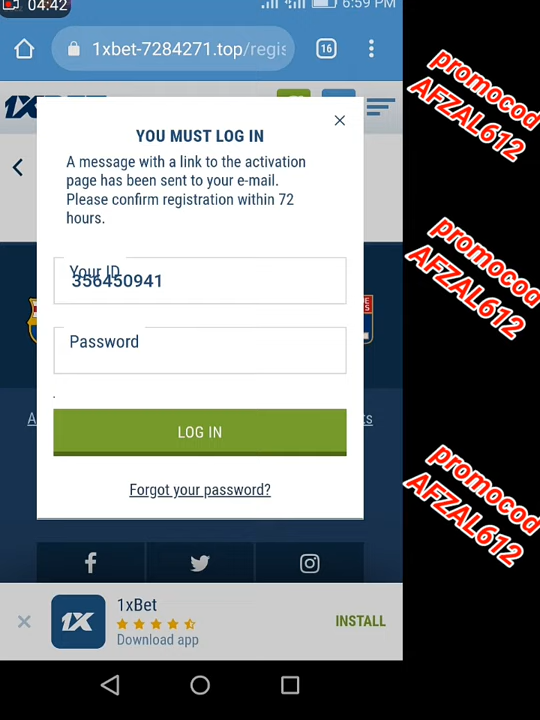 04:42
6:59 PM
1xbet-7284271.top/regis
16
1XBET
YOU MUST LOG IN
A message with a link to the activation
page has been sent to your e-mail.
Please confirm registration within 72
hours.
Your ID
356450941
Password
LOG IN
Forgot your password?
1X
1xBet
Download app
INSTALL
promocod
AFZAL612
promocod
AFZAL612
promocod
AFZAL612